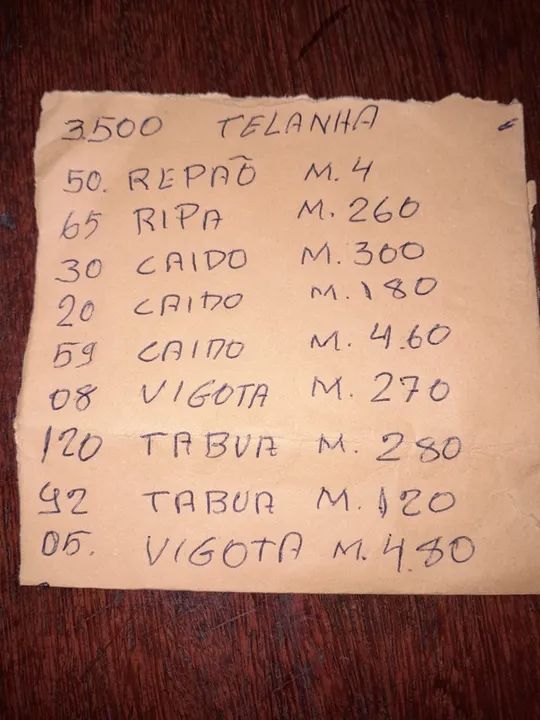 3500 TELANHA
50. REPÃO M. 4
65 RIPA M. 260
30 CAIDO M. 300
20 CAIDO M. 180
59 CAIDO M. 4.60
08 VIGOTA M. 270
120 TABUA M. 280
92 TABUA M. 120
05. VIGOTA M. 4.80